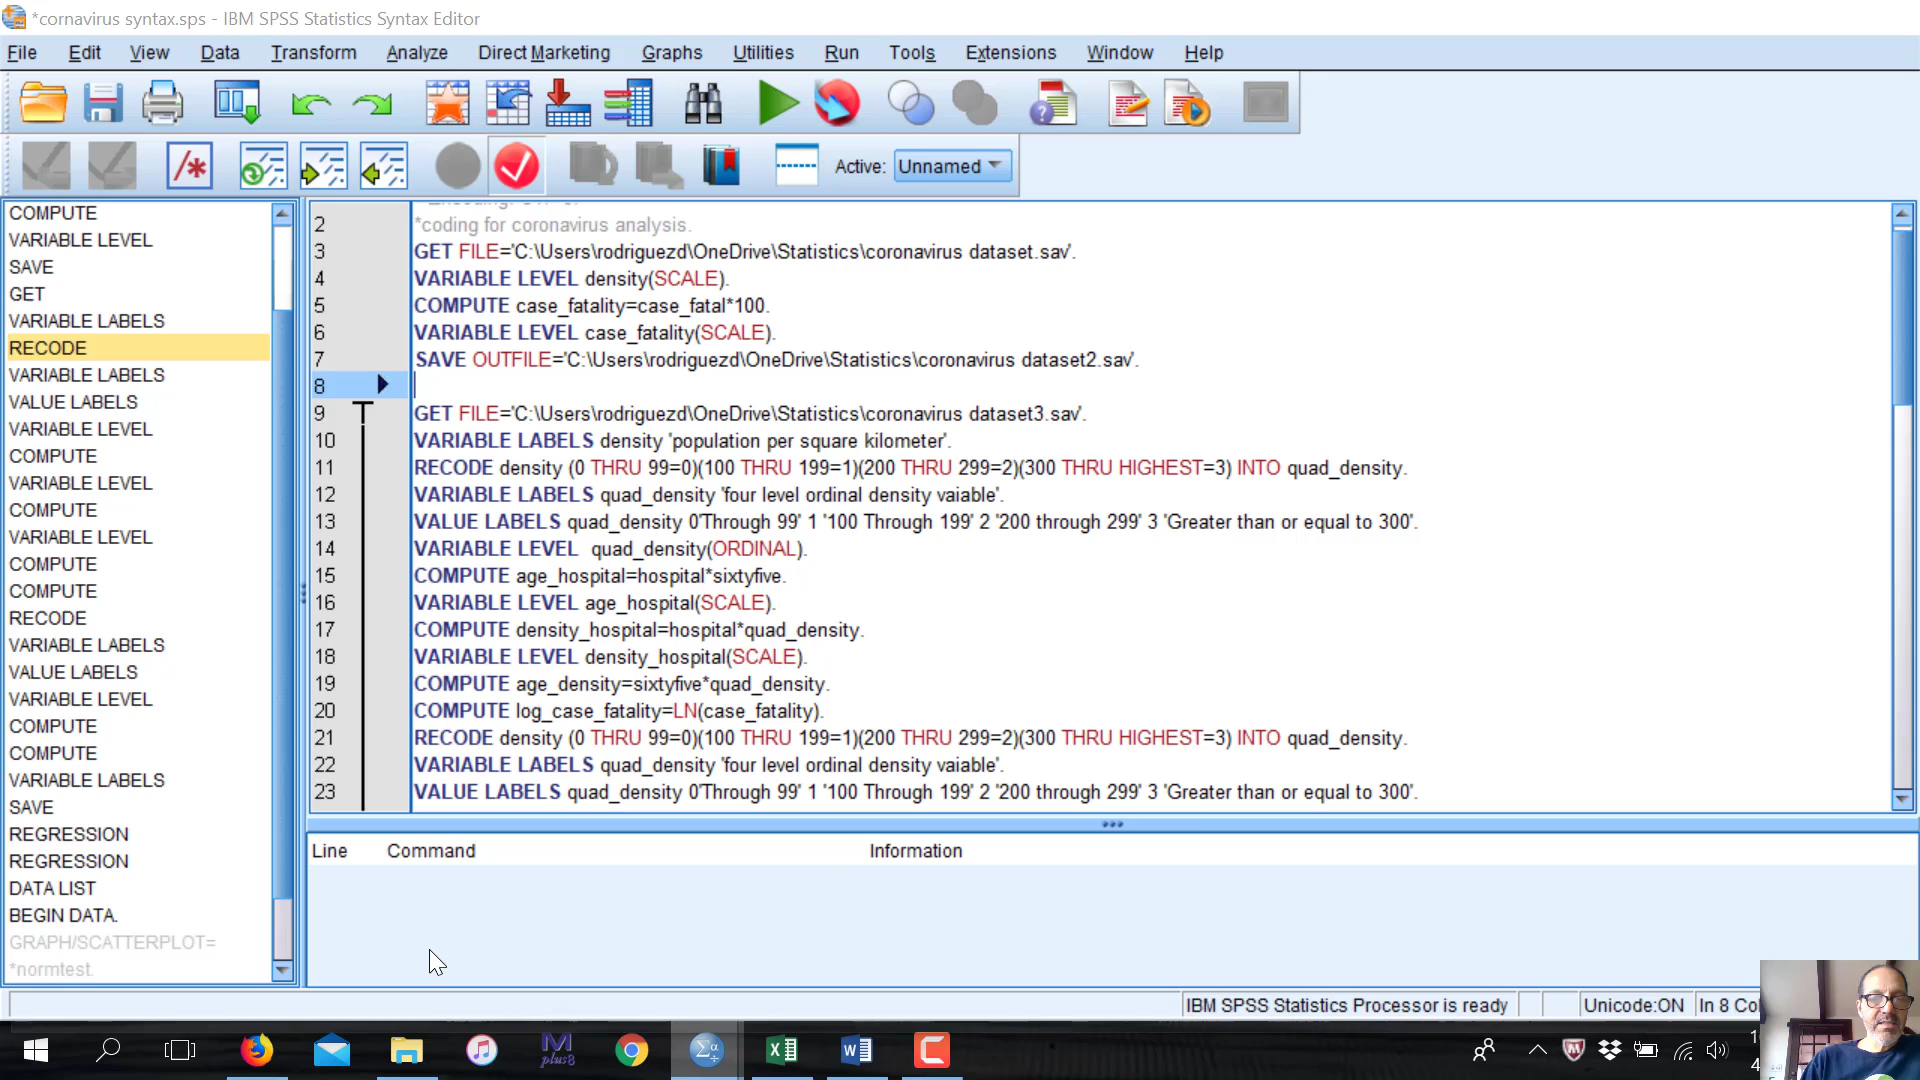 *cornavirus syntax.sps - IBM SPSS Statistics Syntax Editor
File Edit View Data Transform Analyze Direct Marketing Graphs Utilities Run Tools Extensions Window Help
Active: Unnamed
COMPUTE
VARIABLE LEVEL
SAVE
GET
VARIABLE LABELS
RECODE
VARIABLE LABELS
VALUE LABELS
VARIABLE LEVEL
COMPUTE
VARIABLE LEVEL
COMPUTE
VARIABLE LEVEL
COMPUTE
COMPUTE
RECODE
VARIABLE LABELS
VALUE LABELS
VARIABLE LEVEL
COMPUTE
COMPUTE
VARIABLE LABELS
SAVE
REGRESSION
REGRESSION
DATA LIST
BEGIN DATA.
GRAPH/SCATTERPLOT=
*normtest.
2 *coding for coronavirus analysis.
3 GET FILE='C:\Users\rodriguezd\OneDrive\Statistics\coronavirus dataset.sav'.
4 VARIABLE LEVEL density(SCALE).
5 COMPUTE case_fatality=case_fatal*100.
6 VARIABLE LEVEL case_fatality(SCALE).
7 SAVE OUTFILE='C:\Users\rodriguezd\OneDrive\Statistics\coronavirus dataset2.sav'.
8
9 GET FILE='C:\Users\rodriguezd\OneDrive\Statistics\coronavirus dataset3.sav'.
10 VARIABLE LABELS density 'population per square kilometer'.
11 RECODE density (0 THRU 99=0)(100 THRU 199=1)(200 THRU 299=2)(300 THRU HIGHEST=3) INTO quad_density.
12 VARIABLE LABELS quad_density 'four level ordinal density vaiable'.
13 VALUE LABELS quad_density 0'Through 99' 1 '100 Through 199' 2 '200 through 299' 3 'Greater than or equal to 300'.
14 VARIABLE LEVEL  quad_density(ORDINAL).
15 COMPUTE age_hospital=hospital*sixtyfive.
16 VARIABLE LEVEL age_hospital(SCALE).
17 COMPUTE density_hospital=hospital*quad_density.
18 VARIABLE LEVEL density_hospital(SCALE).
19 COMPUTE age_density=sixtyfive*quad_density.
20 COMPUTE log_case_fatality=LN(case_fatality).
21 RECODE density (0 THRU 99=0)(100 THRU 199=1)(200 THRU 299=2)(300 THRU HIGHEST=3) INTO quad_density.
22 VARIABLE LABELS quad_density 'four level ordinal density vaiable'.
23 VALUE LABELS quad_density 0'Through 99' 1 '100 Through 199' 2 '200 through 299' 3 'Greater than or equal to 300'.
Line Command Information
IBM SPSS Statistics Processor is ready Unicode:ON In 8 Co
M plus8